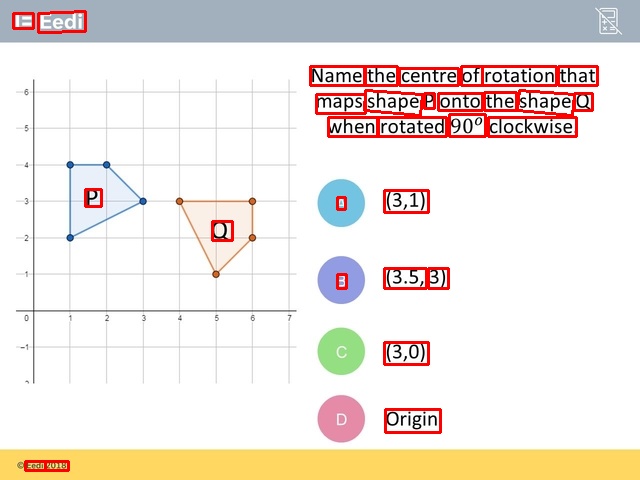 Eedi
Name the centre of rotation that
maps shape P onto the shape Q
when rotated 90° clockwise
6
5
4
3
2
1
0
−1
1 2 3 4 5 6 7
P
Q
(3,1)
(3.5, 3)
C (3,0)
D Origin
© Eedi 2018